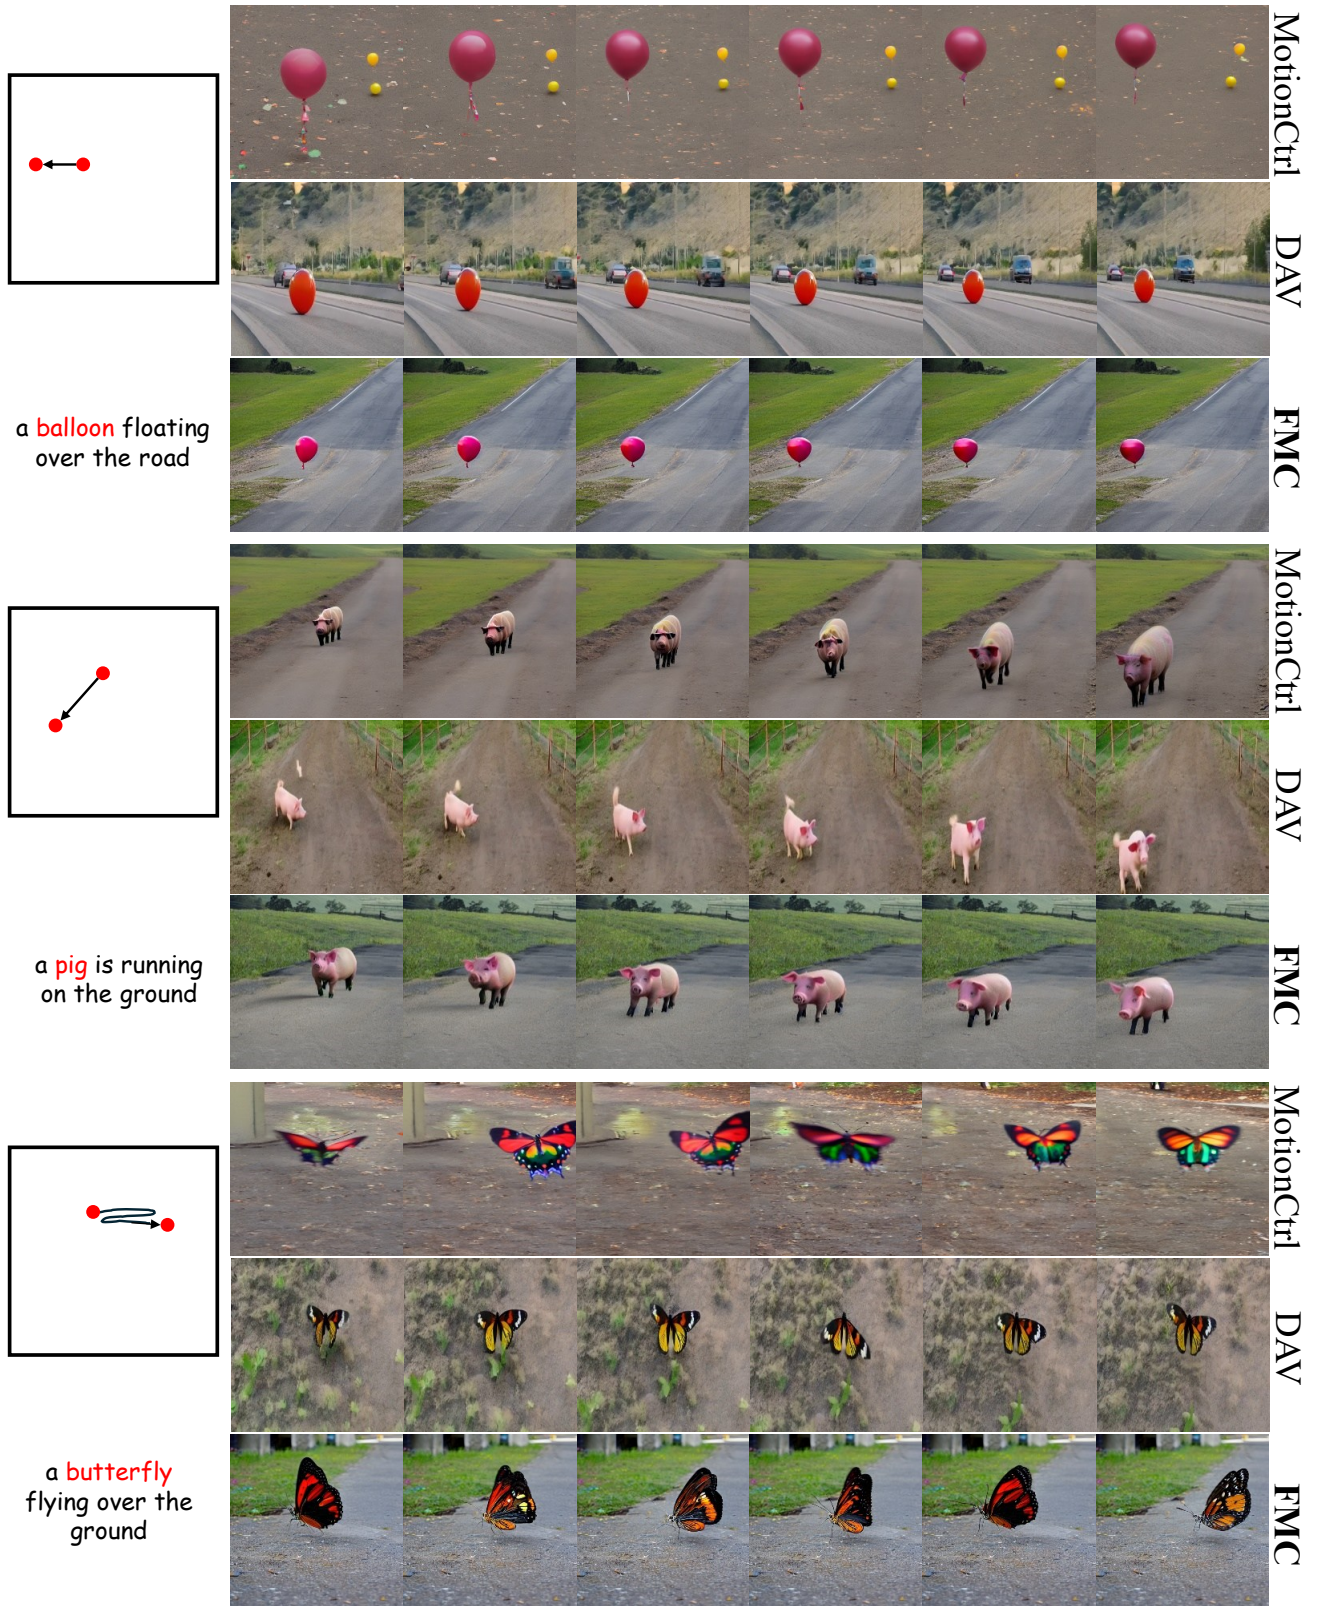 MotionCtrl
DAV
a balloon floating
over the road
FMC
MotionCtrl
DAV
a pig is running
on the ground
FMC
MotionCtrl
DAV
a butterfly
flying over the
ground
FMC